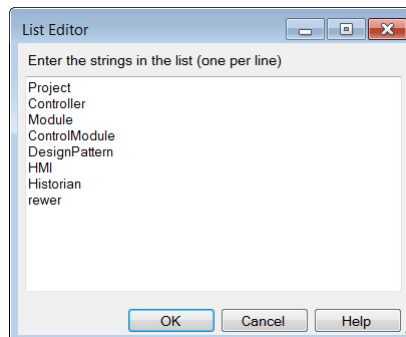 List Editor
Enter the strings in the list (one per line)
Project
Controller
Module
ControlModule
DesignPattern
HMI
Historian
rewer
OK Cancel Help